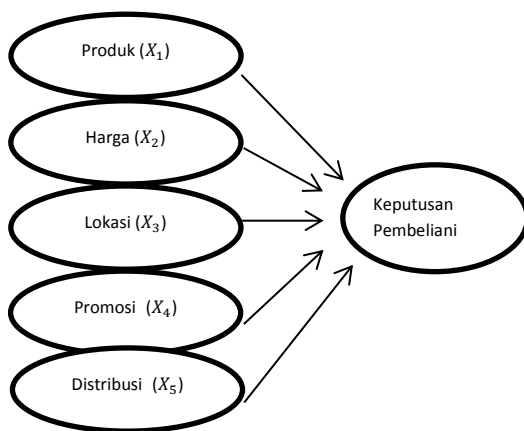 Produk (X₁)
Harga (X₂)
Lokasi (X₃)
Promosi (X₄)
Distribusi (X₅)
Keputusan
Pembeliani